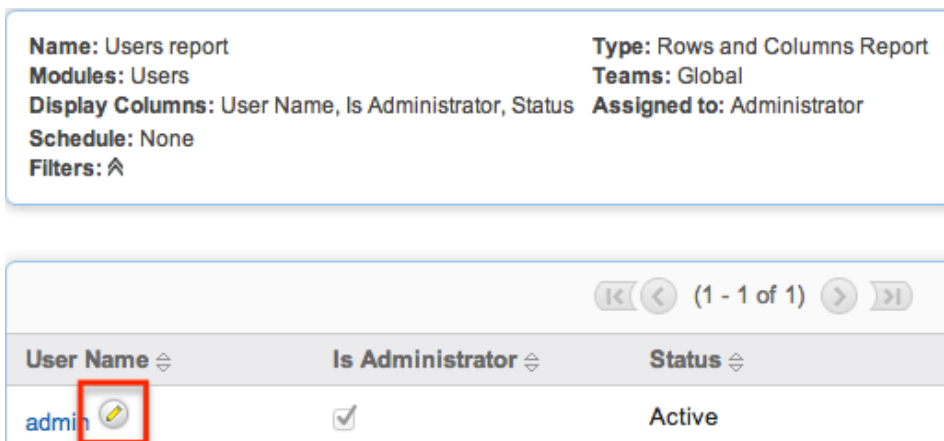 Name: Users report
Type: Rows and Columns Report
Modules: Users
Teams: Global
Display Columns: User Name, Is Administrator, Status
Assigned to: Administrator
Schedule: None
Filters:
(1 - 1 of 1)
User Name Is Administrator Status
admin Active